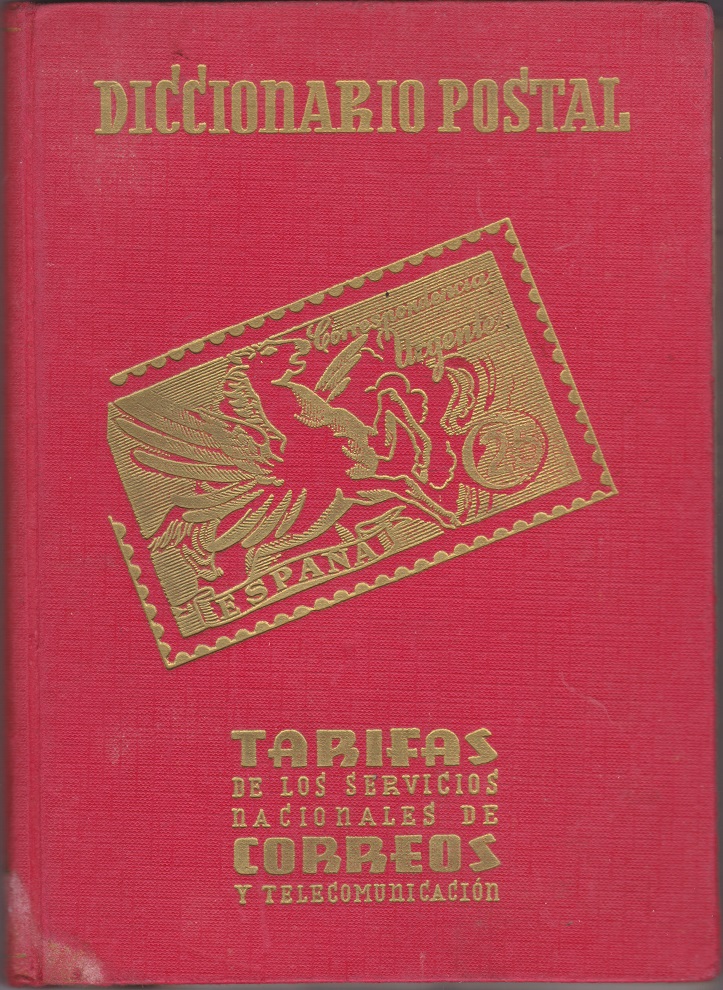 DICCIONARIO POSTAL
Correspondencia
Urgente
25
ESPAÑA
TARIFAS
DE LOS SERVICIOS
NACIONALES DE
CORREOS
Y TELECOMUNICACIÓN